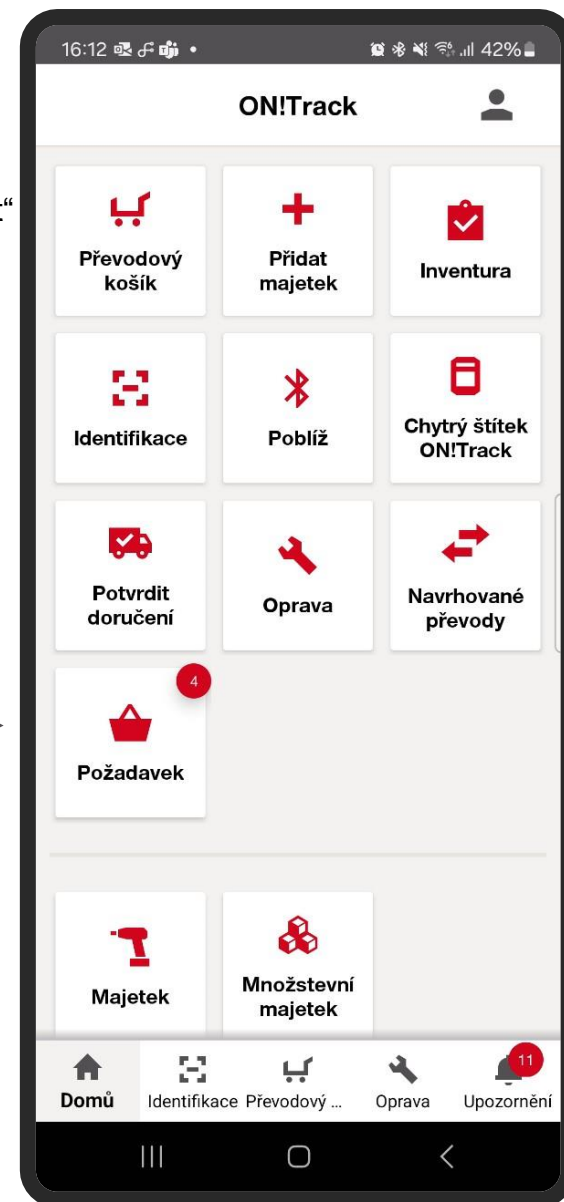 16:12
42%
ON!Track
“
Převodový
košík
Přidat
majetek
Inventura
Identifikace
Poblíž
Chytrý štítek
ON!Track
Potvrdit
doručení
Oprava
Navrhované
převody
4
Požadavek
Majetek
Množstevní
majetek
11
Domů
Identifikace
Převodový ...
Oprava
Upozornění